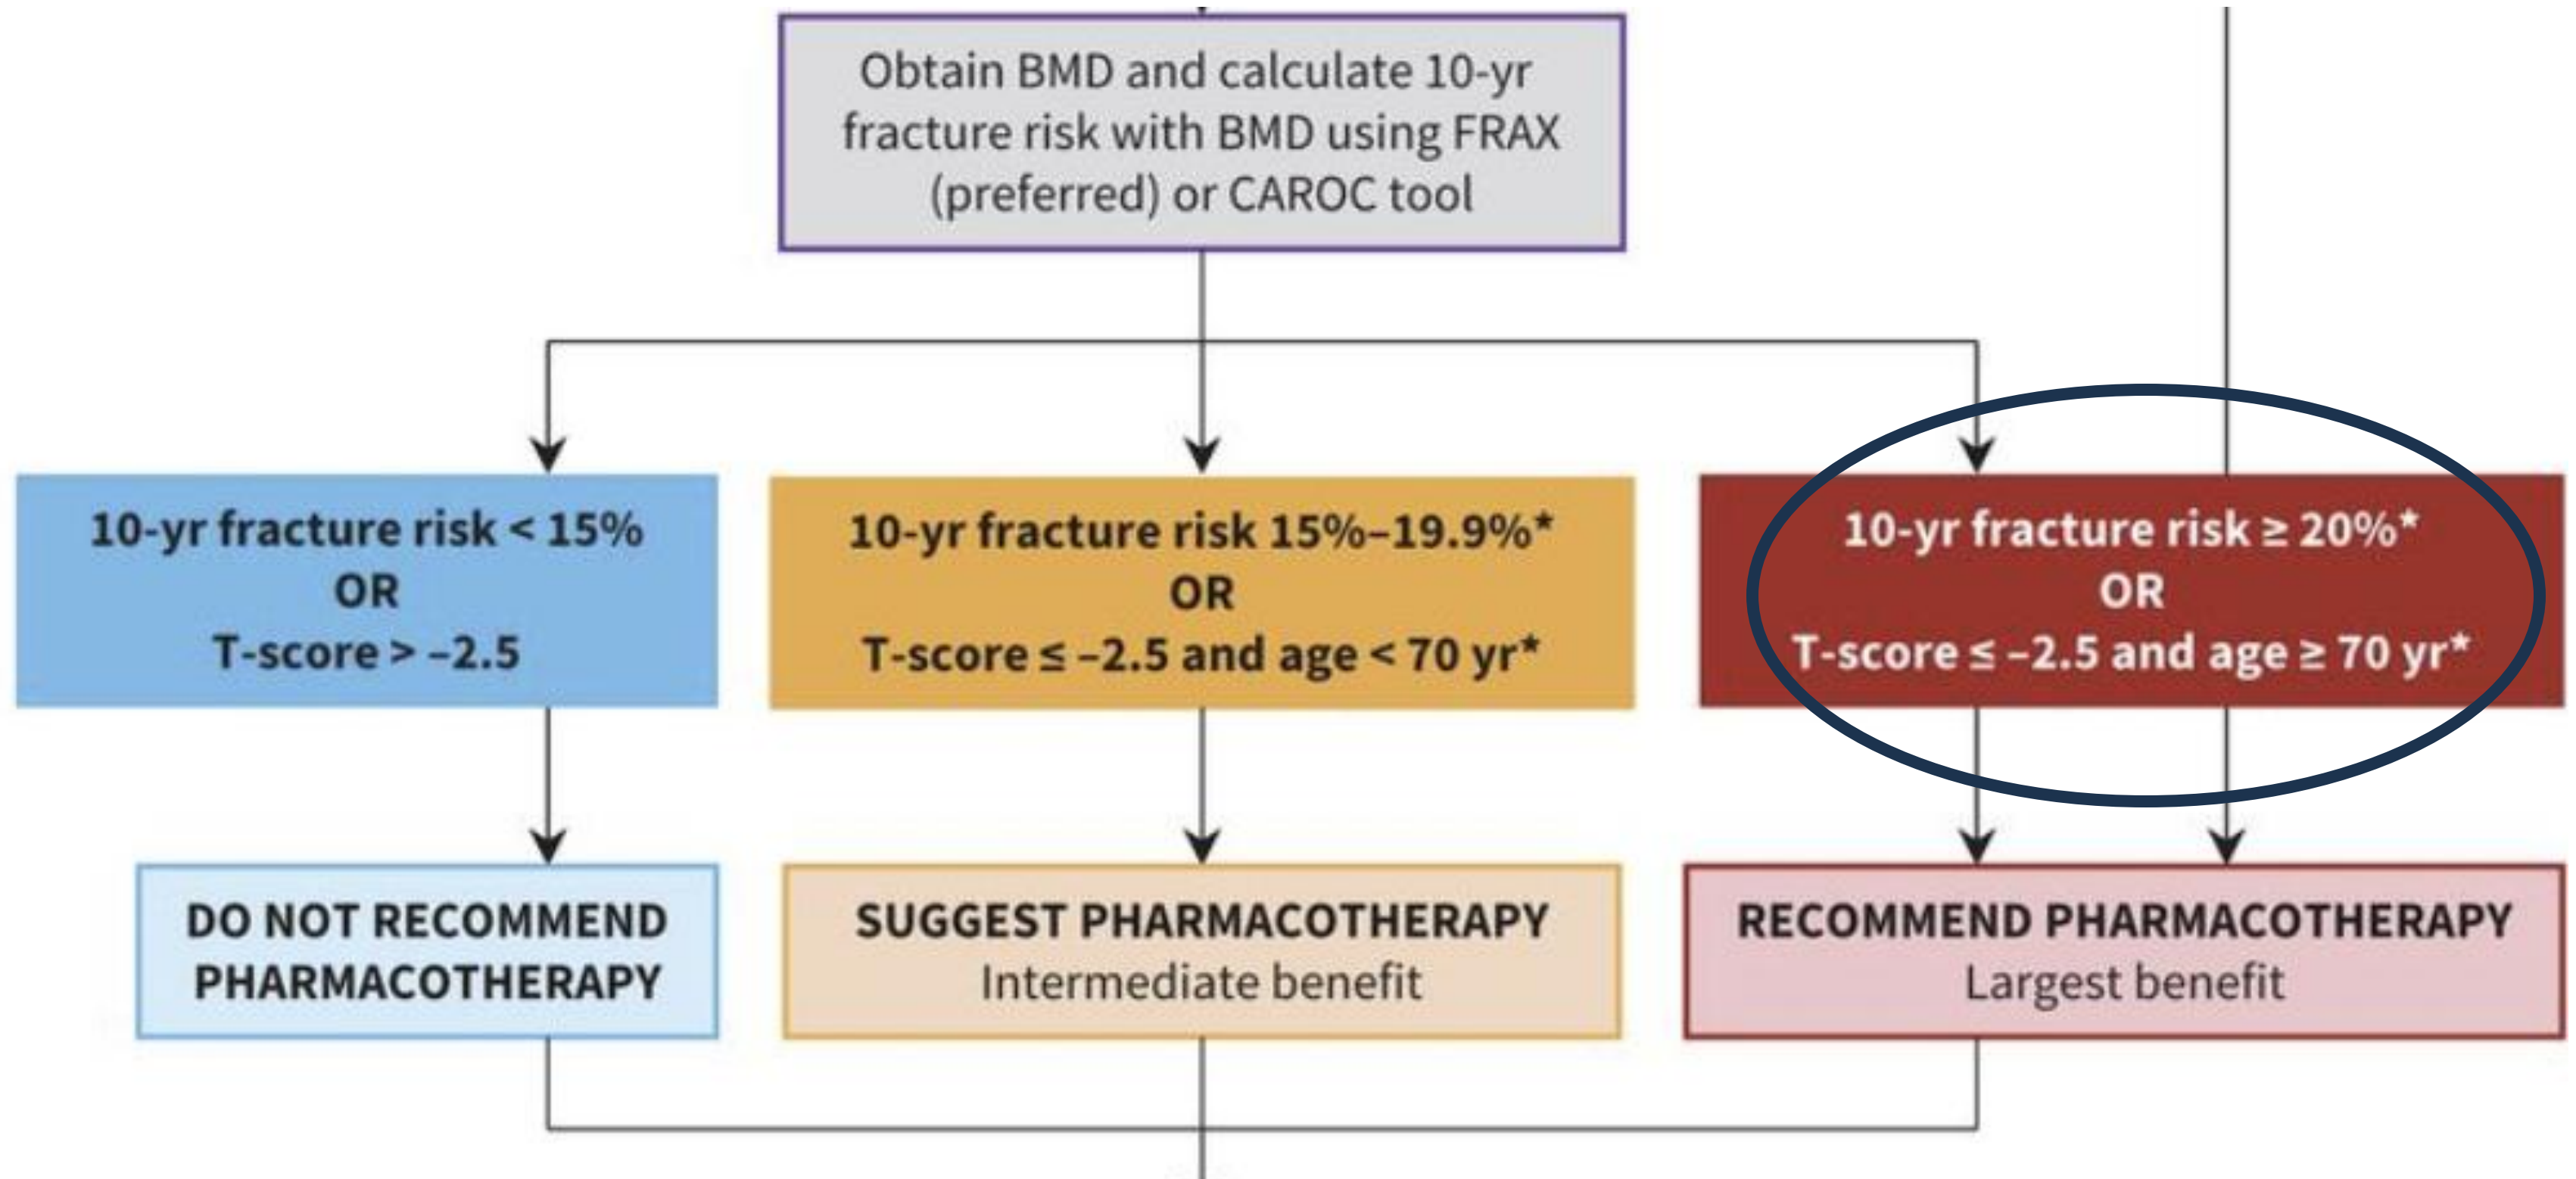 Obtain BMD and calculate 10-yr
fracture risk with BMD using FRAX
(preferred) or CAROC tool
10-yr fracture risk < 15%
OR
T-score > –2.5
10-yr fracture risk 15%–19.9%*
OR
T-score ≤ –2.5 and age < 70 yr*
10-yr fracture risk ≥ 20%*
OR
T-score ≤ –2.5 and age ≥ 70 yr*
DO NOT RECOMMEND
PHARMACOTHERAPY
SUGGEST PHARMACOTHERAPY
Intermediate benefit
RECOMMEND PHARMACOTHERAPY
Largest benefit